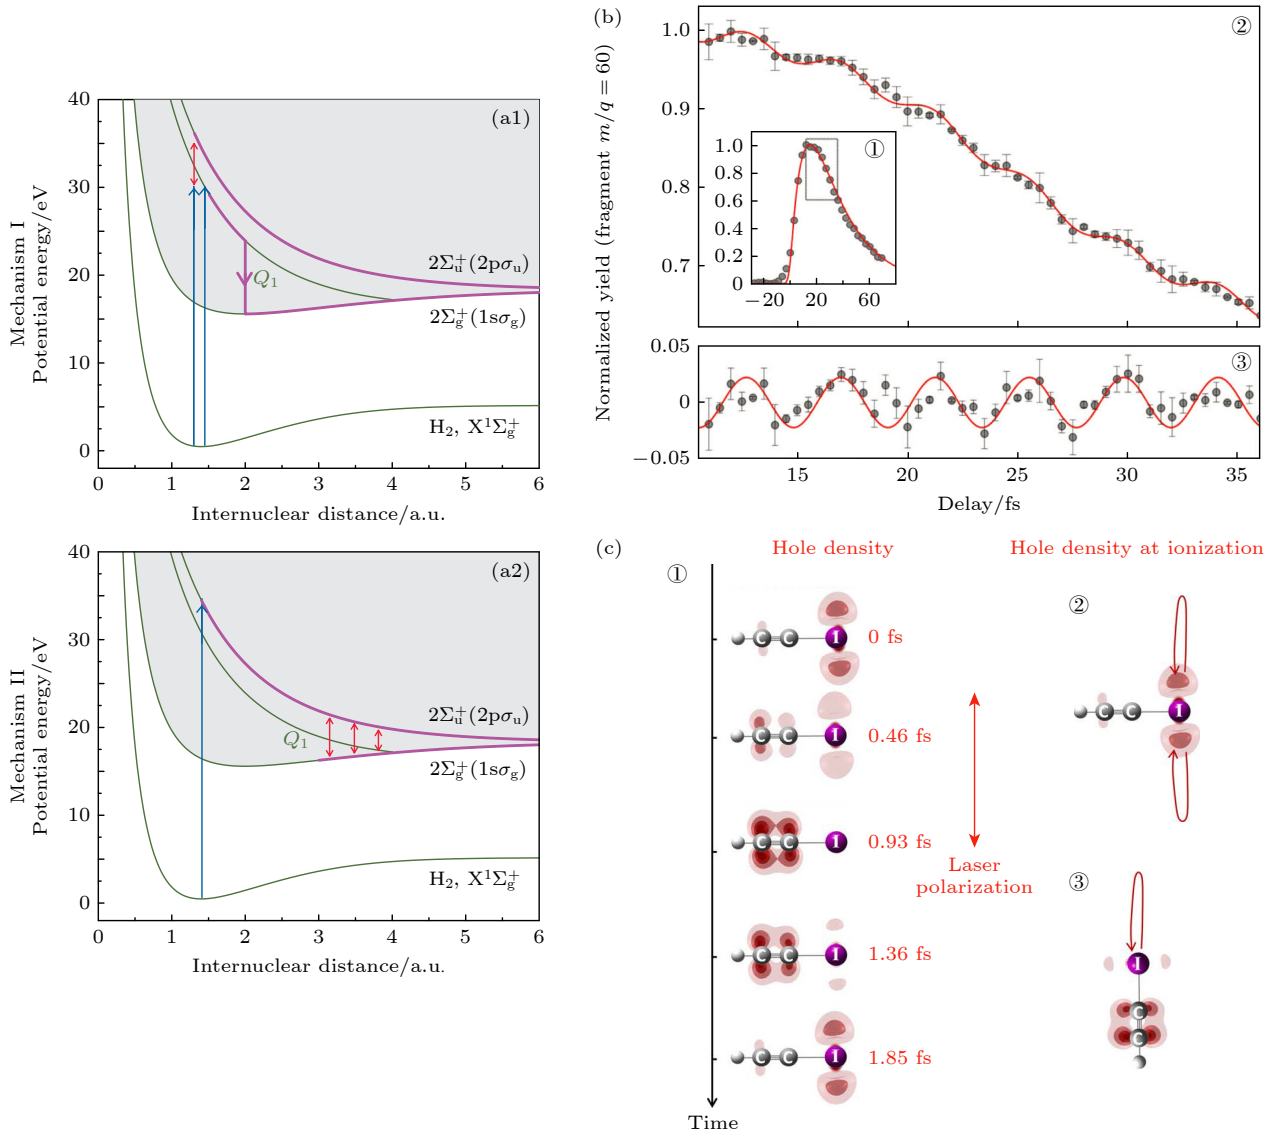 (a1)
Mechanism I
Potential energy/eV
40
30
20
10
0
2Σu+(2pσu)
Q1
2Σg+(1sσg)
H2, X1Σg+
0 1 2 3 4 5 6
Internuclear distance/a.u.
(a2)
Mechanism II
Potential energy/eV
40
30
20
10
0
2Σu+(2pσu)
Q1
2Σg+(1sσg)
H2, X1Σg+
0 1 2 3 4 5 6
Internuclear distance/a.u.
(b)
②
Normalized yield (fragment m/q = 60)
1.0
0.9
0.8
0.7
①
1.0
0.8
0.6
0.4
0.2
0
−20 20 60
③
0.05
0
−0.05
15 20 25 30 35
Delay/fs
(c)
Hole density
Hole density at ionization
①
C C I 0 fs
C C I 0.46 fs
C C I 0.93 fs
C C I 1.36 fs
C C I 1.85 fs
Time
Laser
polarization
②
C C I
③
I
C
C